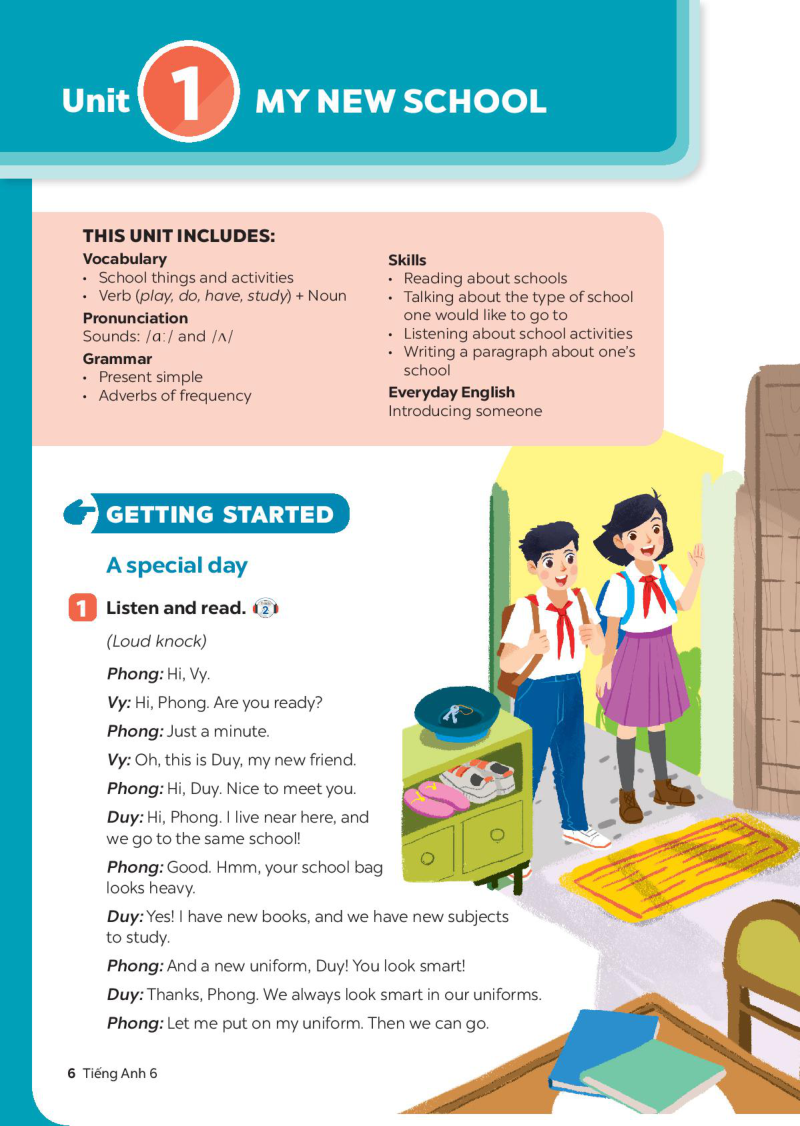 Unit 1 MY NEW SCHOOL
THIS UNIT INCLUDES:
Vocabulary
• School things and activities
• Verb (play, do, have, study) + Noun
Pronunciation
Sounds: /ɑː/ and /ʌ/
Grammar
• Present simple
• Adverbs of frequency
Skills
• Reading about schools
• Talking about the type of school
one would like to go to
• Listening about school activities
• Writing a paragraph about one's
school
Everyday English
Introducing someone
GETTING STARTED
A special day
1 Listen and read. 2
(Loud knock)
Phong: Hi, Vy.
Vy: Hi, Phong. Are you ready?
Phong: Just a minute.
Vy: Oh, this is Duy, my new friend.
Phong: Hi, Duy. Nice to meet you.
Duy: Hi, Phong. I live near here, and
we go to the same school!
Phong: Good. Hmm, your school bag
looks heavy.
Duy: Yes! I have new books, and we have new subjects
to study.
Phong: And a new uniform, Duy! You look smart!
Duy: Thanks, Phong. We always look smart in our uniforms.
Phong: Let me put on my uniform. Then we can go.
6 Tiếng Anh 6